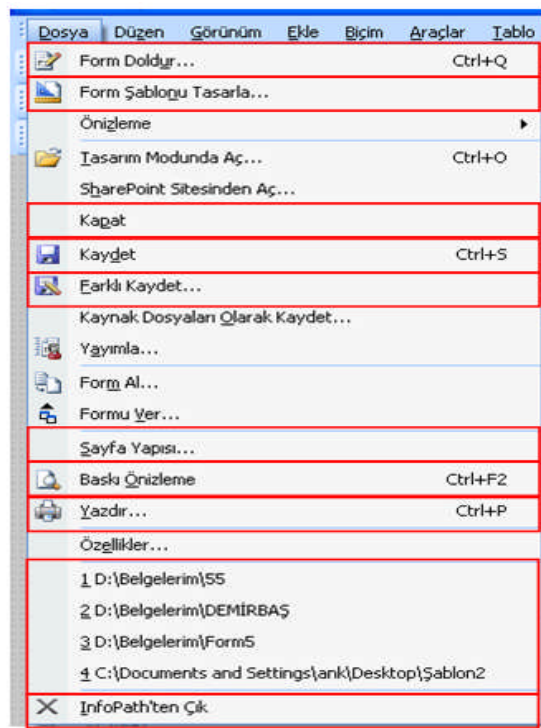 Dosya Düzen Görünüm Ekle Biçim Araçlar Tablo
Form Doldur... Ctrl+Q
Form Şablonu Tasarla...
Önizleme
Tasarım Modunda Aç... Ctrl+O
SharePoint Sitesinden Aç...
Kapat
Kaydet Ctrl+S
Farklı Kaydet...
Kaynak Dosyaları Olarak Kaydet...
Yayımla...
Form Al...
Formu Ver...
Sayfa Yapısı...
Baskı Önizleme Ctrl+F2
Yazdır... Ctrl+P
Özellikler...
1 D:\Belgelerim\S5
2 D:\Belgelerim\DEMİRBAŞ
3 D:\Belgelerim\Form5
4 C:\Documents and Settings\ank\Desktop\Şablon2
InfoPath'ten Çık